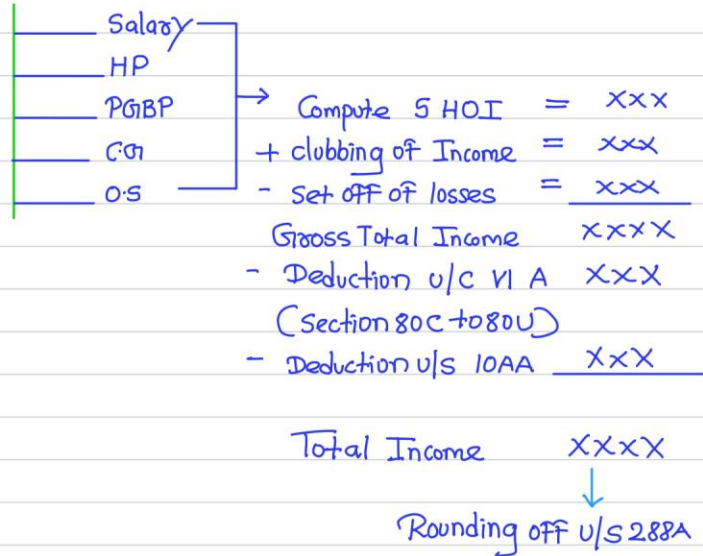 Salary
HP
PGBP
C.G
O.S
→ Compute 5 HOI = xxx
+ clubbing of Income = xxx
- Set off of losses = xxx
Gross Total Income xxxx
- Deduction u/c VI A xxx
(Section 80C to 80U)
- Deduction u/s 10AA xxx
Total Income xxxx
↓
Rounding off u/s 288A